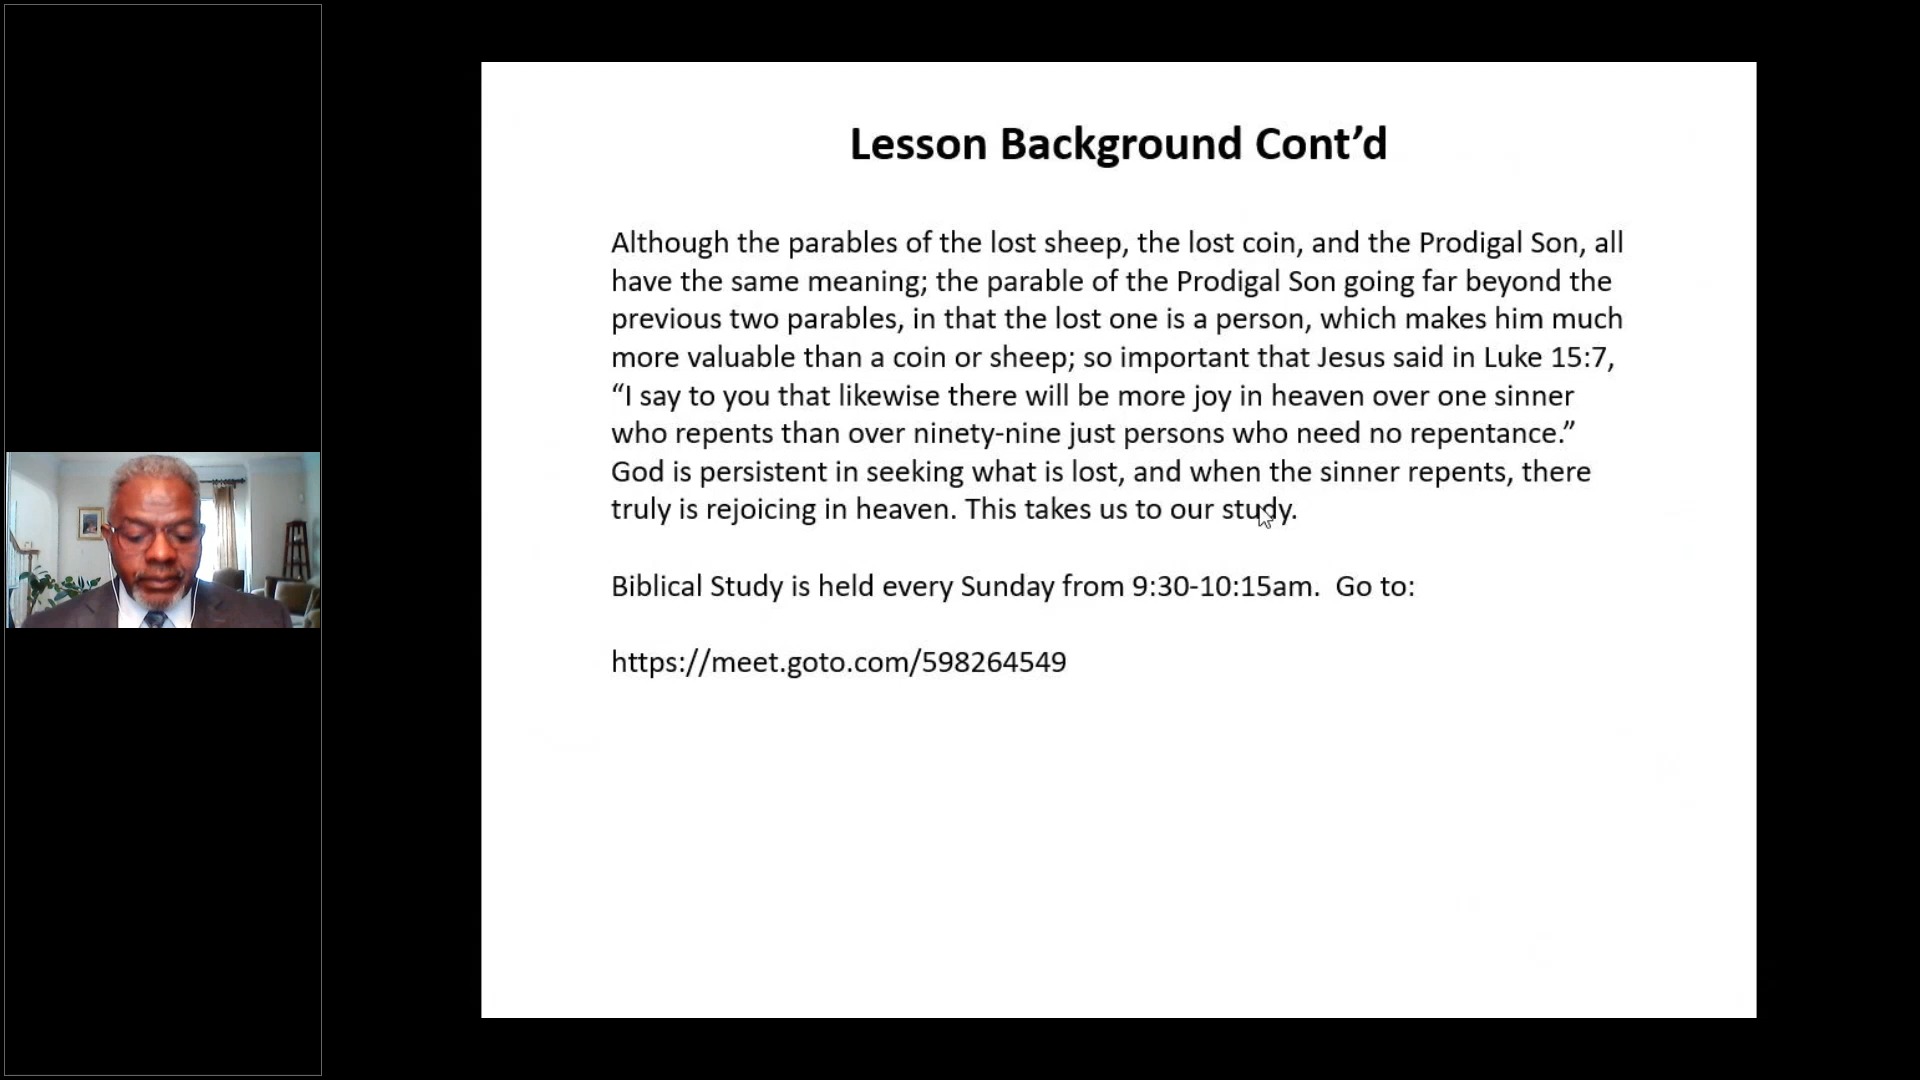 Lesson Background Cont’d
Although the parables of the lost sheep, the lost coin, and the Prodigal Son, all
have the same meaning; the parable of the Prodigal Son going far beyond the
previous two parables, in that the lost one is a person, which makes him much
more valuable than a coin or sheep; so important that Jesus said in Luke 15:7,
“I say to you that likewise there will be more joy in heaven over one sinner
who repents than over ninety-nine just persons who need no repentance.”
God is persistent in seeking what is lost, and when the sinner repents, there
truly is rejoicing in heaven. This takes us to our study.
Biblical Study is held every Sunday from 9:30-10:15am.  Go to:
https://meet.goto.com/598264549